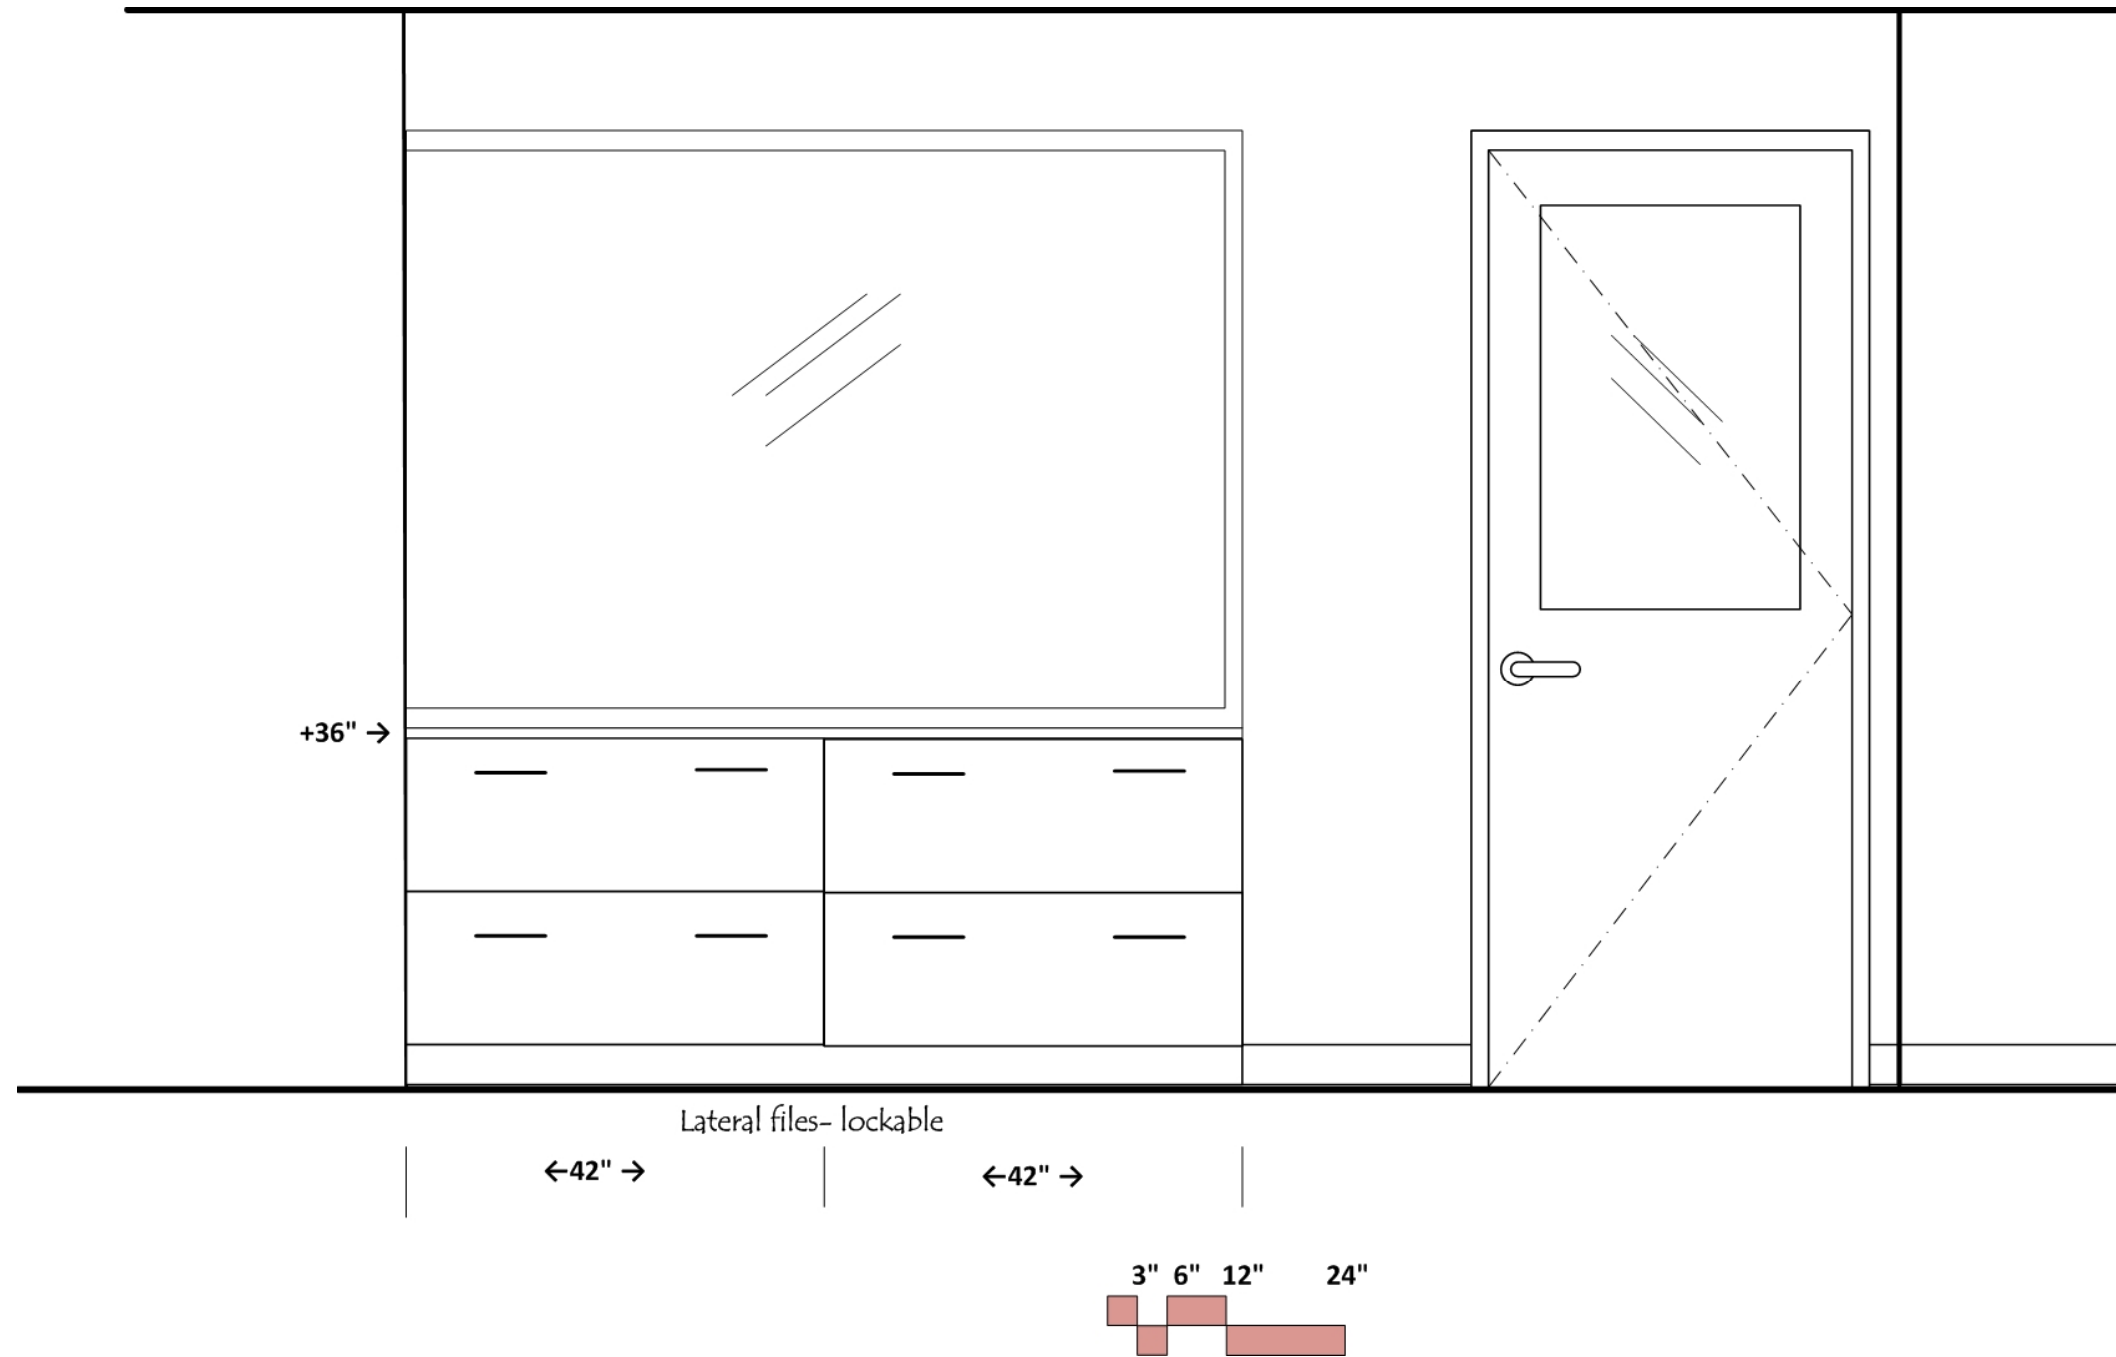 +36" →
Lateral files- lockable
←42" → ←42" →
3" 6" 12" 24"